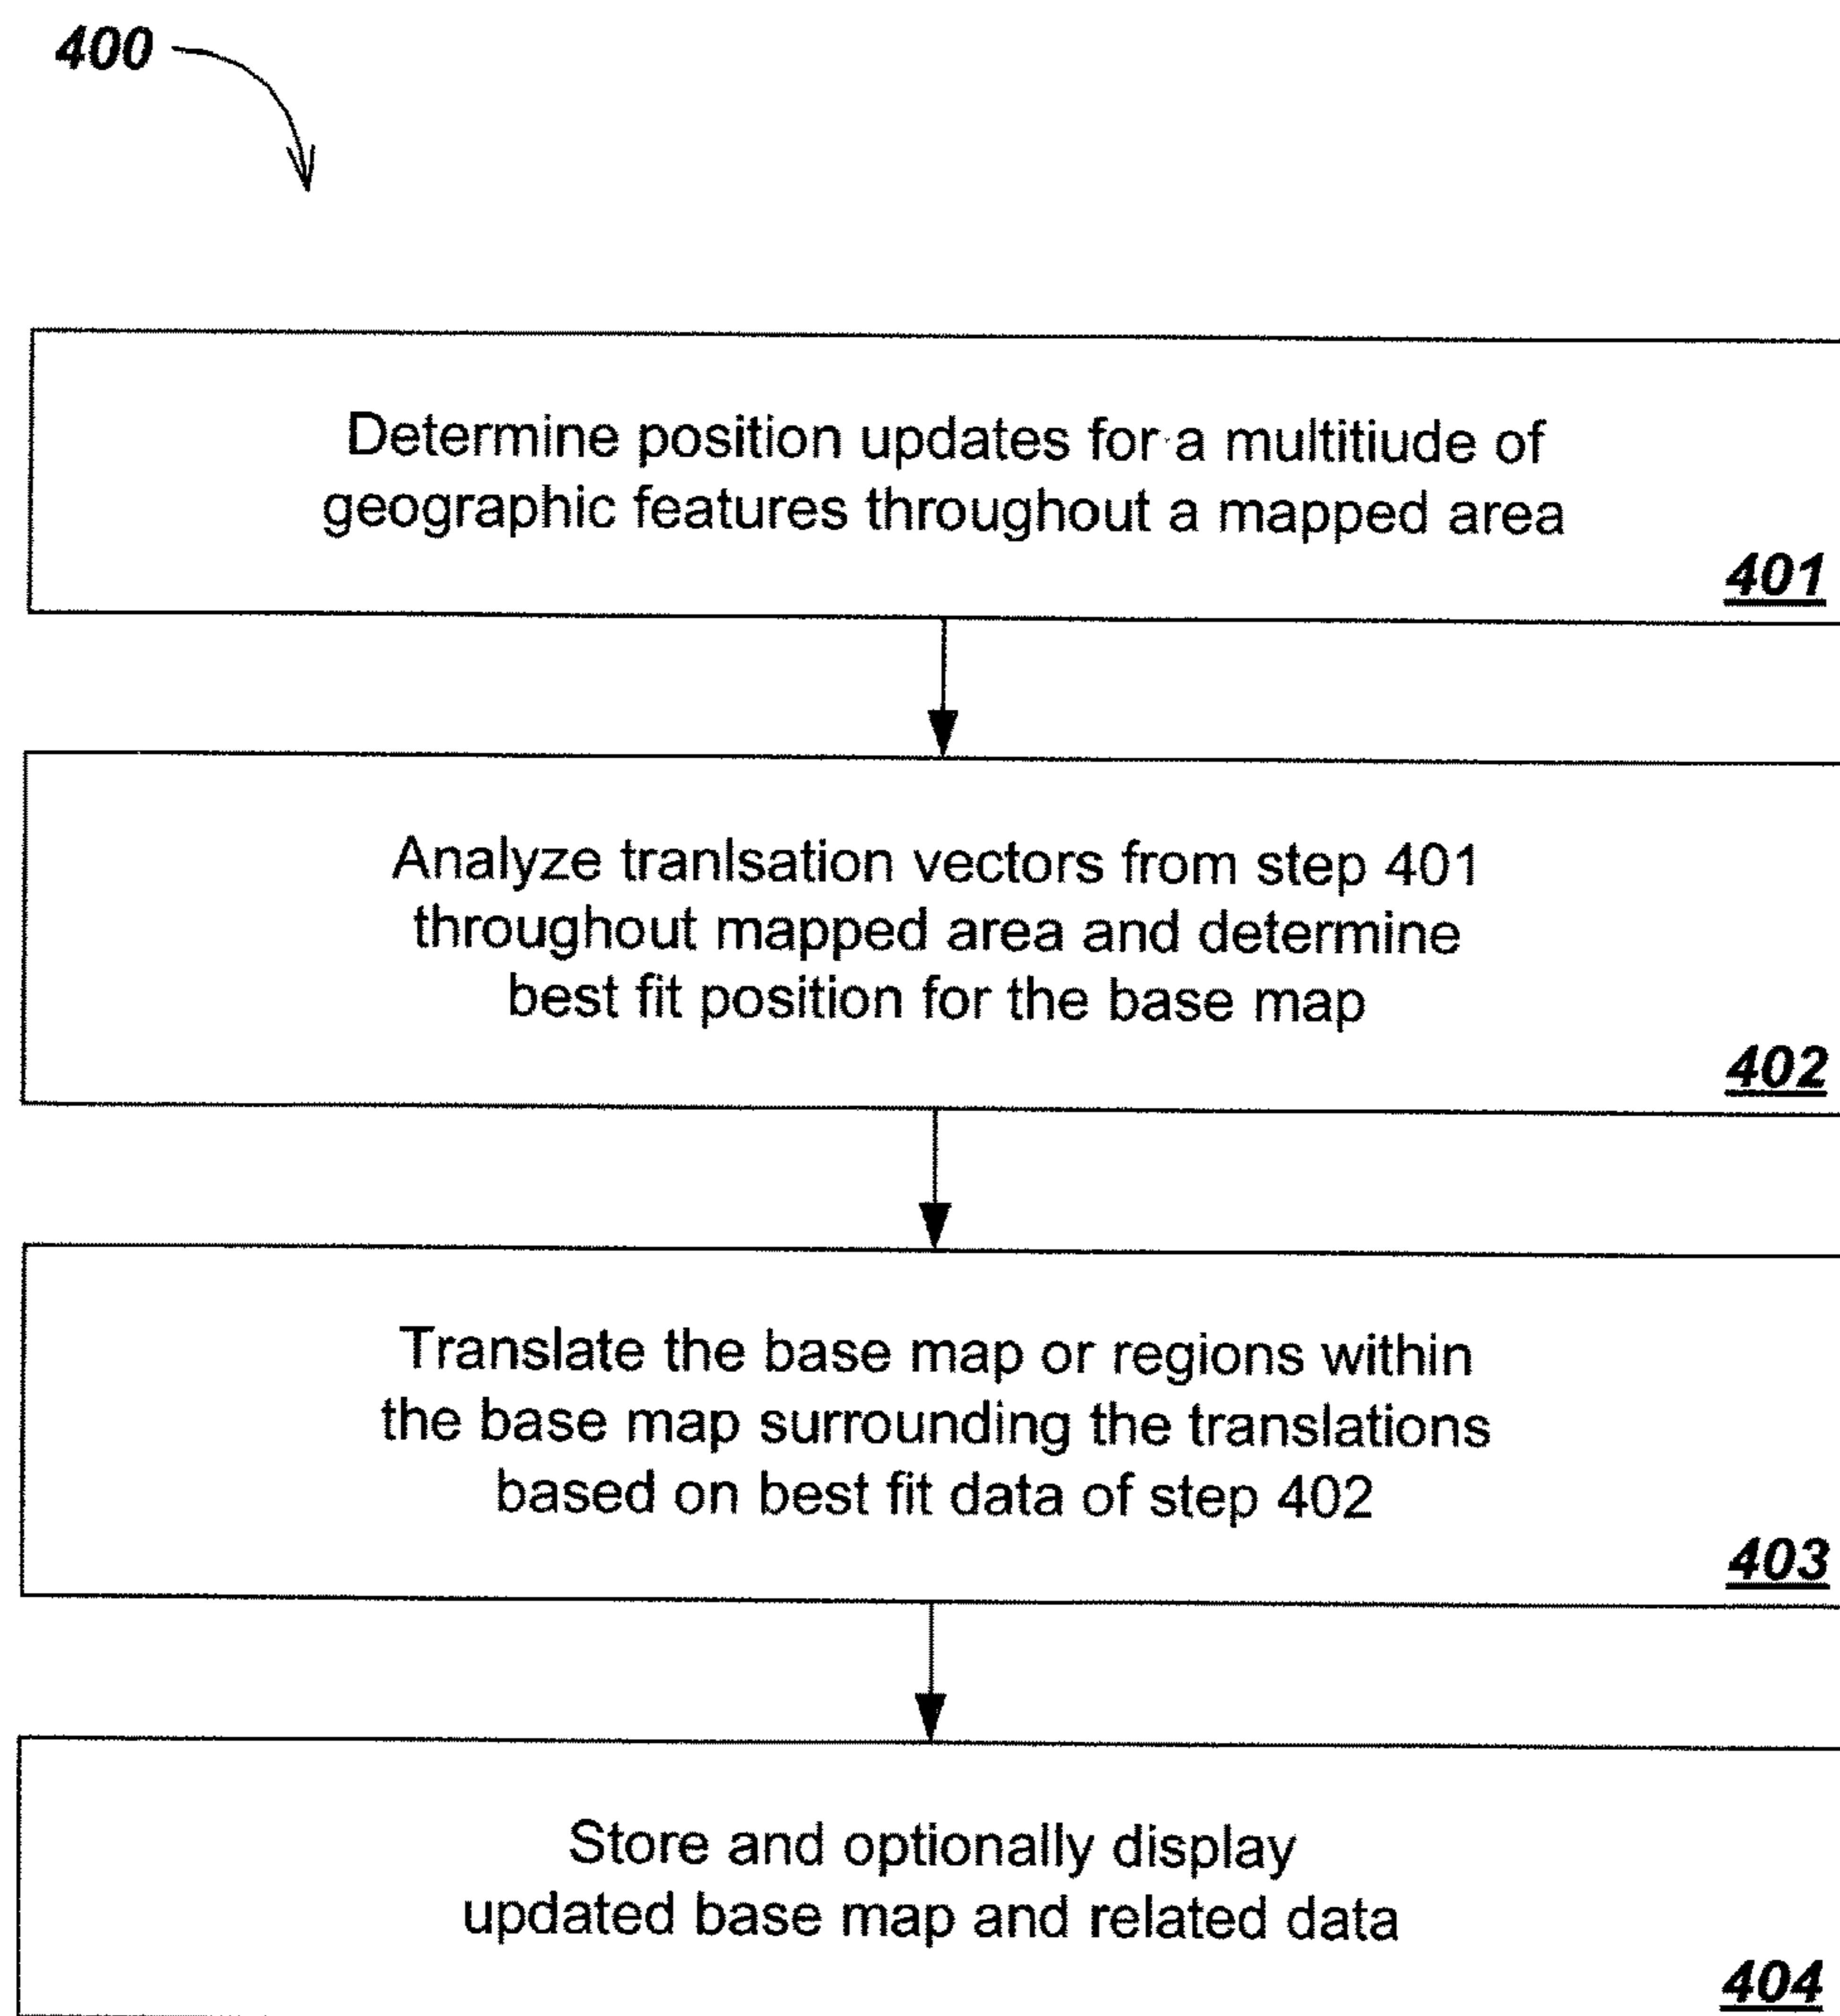 400
Determine position updates for a multitiude of
geographic features throughout a mapped area
401
Analyze tranlsation vectors from step 401
throughout mapped area and determine
best fit position for the base map
402
Translate the base map or regions within
the base map surrounding the translations
based on best fit data of step 402
403
Store and optionally display
updated base map and related data
404